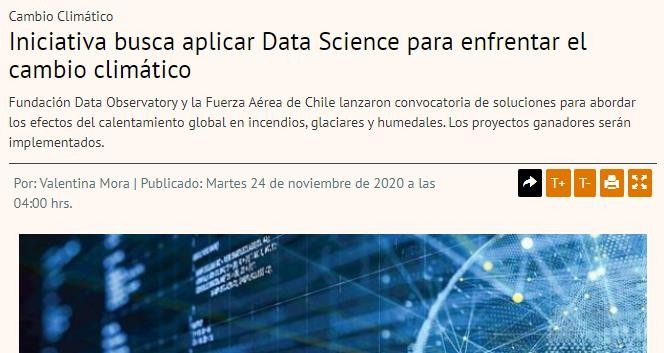 Cambio Climático
Iniciativa busca aplicar Data Science para enfrentar el
cambio climático
Fundación Data Observatory y la Fuerza Aérea de Chile lanzaron convocatoria de soluciones para abordar
los efectos del calentamiento global en incendios, glaciares y humedales. Los proyectos ganadores serán
implementados.
Por: Valentina Mora | Publicado: Martes 24 de noviembre de 2020 a las
04:00 hrs.
T+ T-